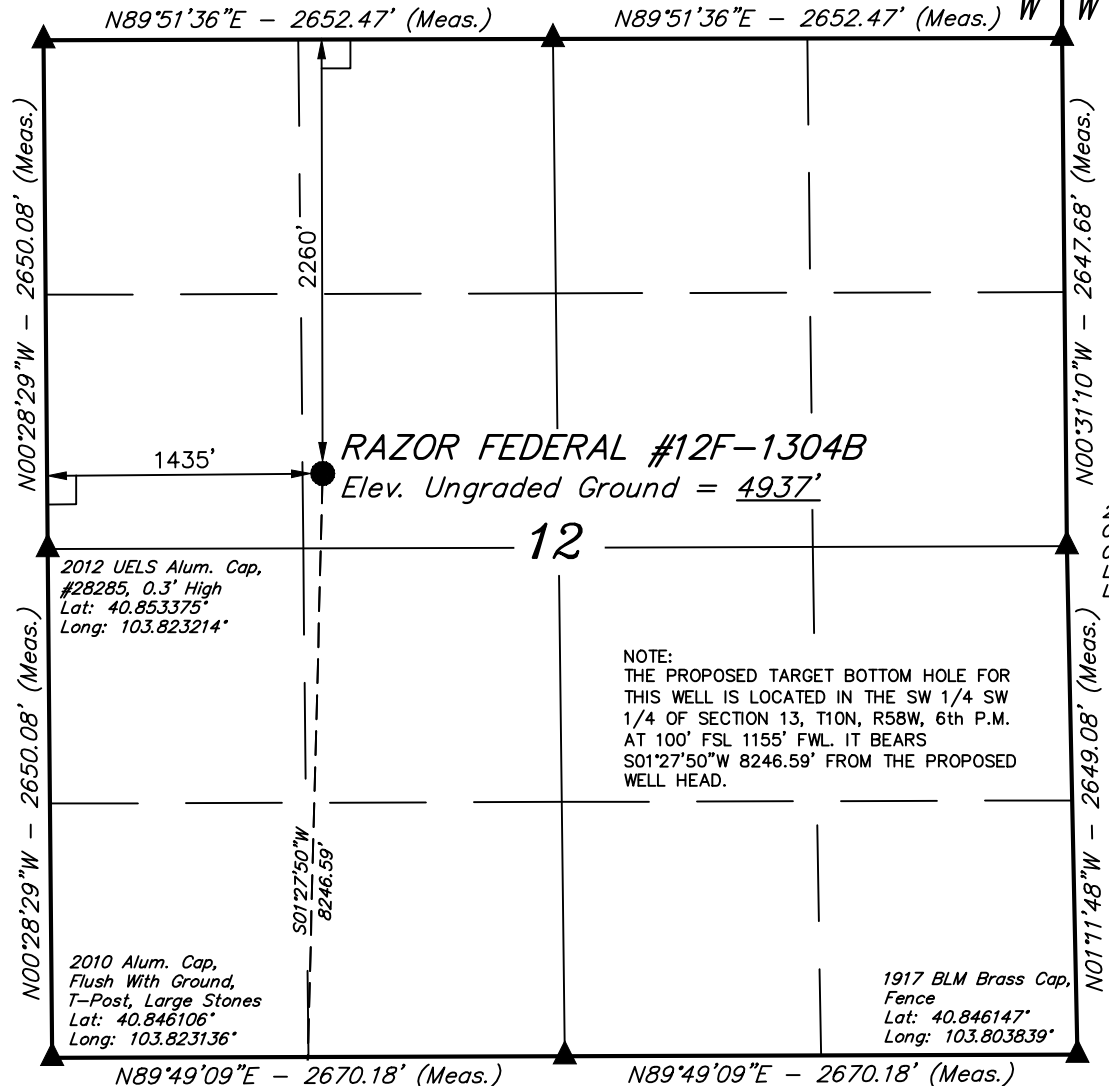 N89°51'36"E - 2652.47' (Meas.)
N89°51'36"E - 2652.47' (Meas.)
W
W
N00°28'29"W - 2650.08' (Meas.)
2260'
N00°31'10"W - 2647.68' (Meas.)
1435'
RAZOR FEDERAL #12F-1304B
Elev. Ungraded Ground = 4937'
12
2012 UELS Alum. Cap,
#28285, 0.3' High
Lat: 40.853375°
Long: 103.823214°
NOTE:
THE PROPOSED TARGET BOTTOM HOLE FOR
THIS WELL IS LOCATED IN THE SW 1/4 SW
1/4 OF SECTION 13, T10N, R58W, 6th P.M.
AT 100' FSL 1155' FWL. IT BEARS
S01°27'50"W 8246.59' FROM THE PROPOSED
WELL HEAD.
N00°28'29"W - 2650.08' (Meas.)
S01°27'50"W
8246.59'
N01°11'48"W - 2649.08' (Meas.)
2010 Alum. Cap,
Flush With Ground,
T-Post, Large Stones
Lat: 40.846106°
Long: 103.823136°
1917 BLM Brass Cap,
Fence
Lat: 40.846147°
Long: 103.803839°
N89°49'09"E - 2670.18' (Meas.)
N89°49'09"E - 2670.18' (Meas.)